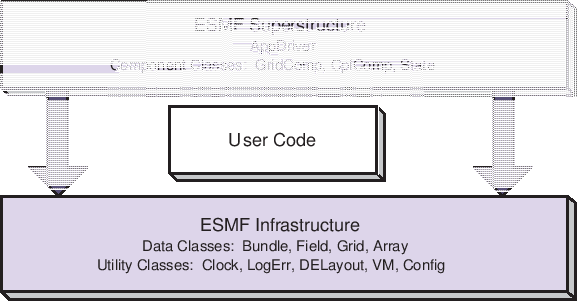 ESMF Superstructure
AppDriver
Component Classes: GridComp, CplComp, State
User Code
ESMF Infrastructure
Data Classes: Bundle, Field, Grid, Array
Utility Classes: Clock, LogErr, DELayout, VM, Config